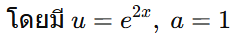 โดยมี u = e^{2x}, a = 1